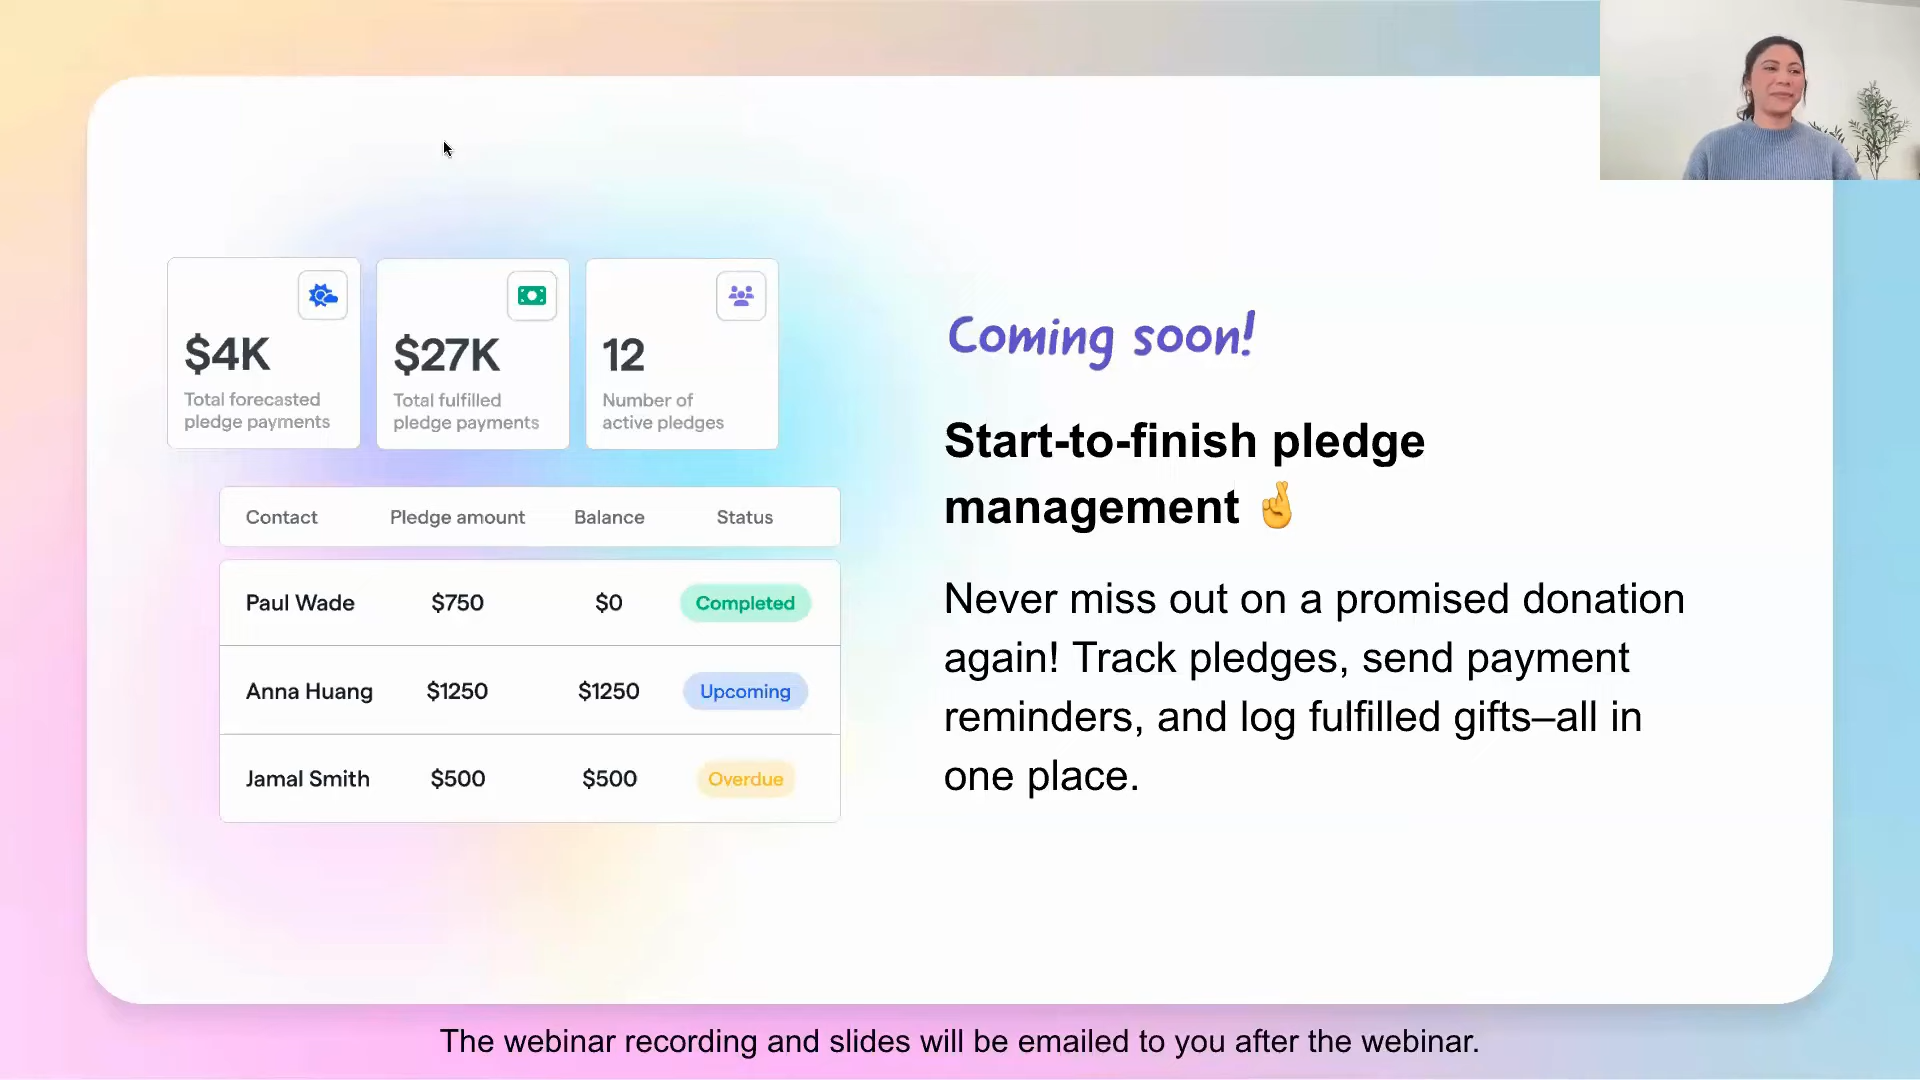 $4K
Total forecasted
pledge payments
$27K
Total fulfilled
pledge payments
12
Number of
active pledges
Contact Pledge amount Balance Status
Paul Wade $750 $0 Completed
Anna Huang $1250 $1250 Upcoming
Jamal Smith $500 $500 Overdue
Coming soon!
Start-to-finish pledge
management 🤞
Never miss out on a promised donation
again! Track pledges, send payment
reminders, and log fulfilled gifts–all in
one place.
The webinar recording and slides will be emailed to you after the webinar.